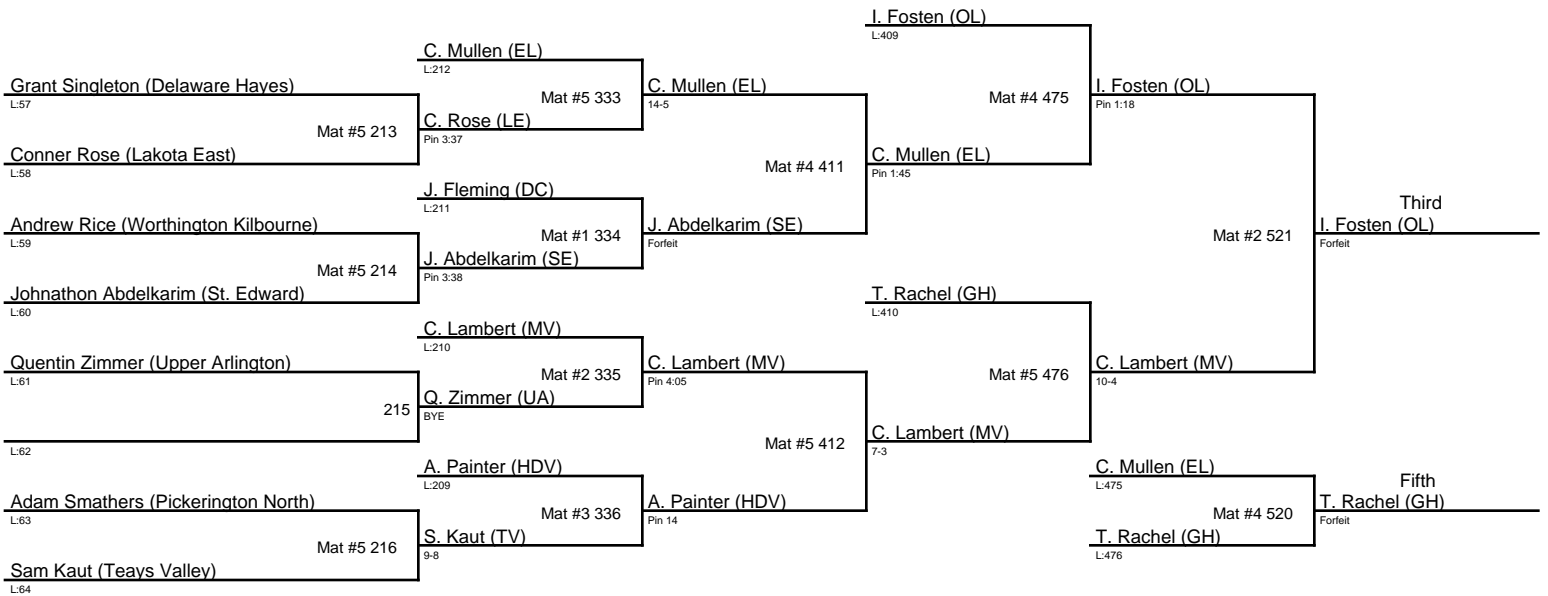 I. Fosten (OL)
L:409
C. Mullen (EL)
L:212
Grant Singleton (Delaware Hayes)
L:57
Mat #5 333
C. Mullen (EL)
14-5
Mat #4 475
I. Fosten (OL)
Pin 1:18
Mat #5 213
C. Rose (LE)
Pin 3:37
Conner Rose (Lakota East)
L:58
Mat #4 411
C. Mullen (EL)
Pin 1:45
J. Fleming (DC)
L:211
Andrew Rice (Worthington Kilbourne)
L:59
Mat #1 334
J. Abdelkarim (SE)
Forfeit
Mat #2 521
Third
I. Fosten (OL)
Forfeit
Mat #5 214
J. Abdelkarim (SE)
Pin 3:38
Johnathon Abdelkarim (St. Edward)
L:60
T. Rachel (GH)
L:410
C. Lambert (MV)
L:210
Quentin Zimmer (Upper Arlington)
L:61
Mat #2 335
C. Lambert (MV)
Pin 4:05
Mat #5 476
C. Lambert (MV)
10-4
215
Q. Zimmer (UA)
BYE
L:62
Mat #5 412
C. Lambert (MV)
7-3
A. Painter (HDV)
L:209
C. Mullen (EL)
L:475
Adam Smathers (Pickerington North)
L:63
Mat #3 336
A. Painter (HDV)
Pin 14
Mat #4 520
Fifth
T. Rachel (GH)
Forfeit
Mat #5 216
S. Kaut (TV)
9-8
T. Rachel (GH)
L:476
Sam Kaut (Teays Valley)
L:64